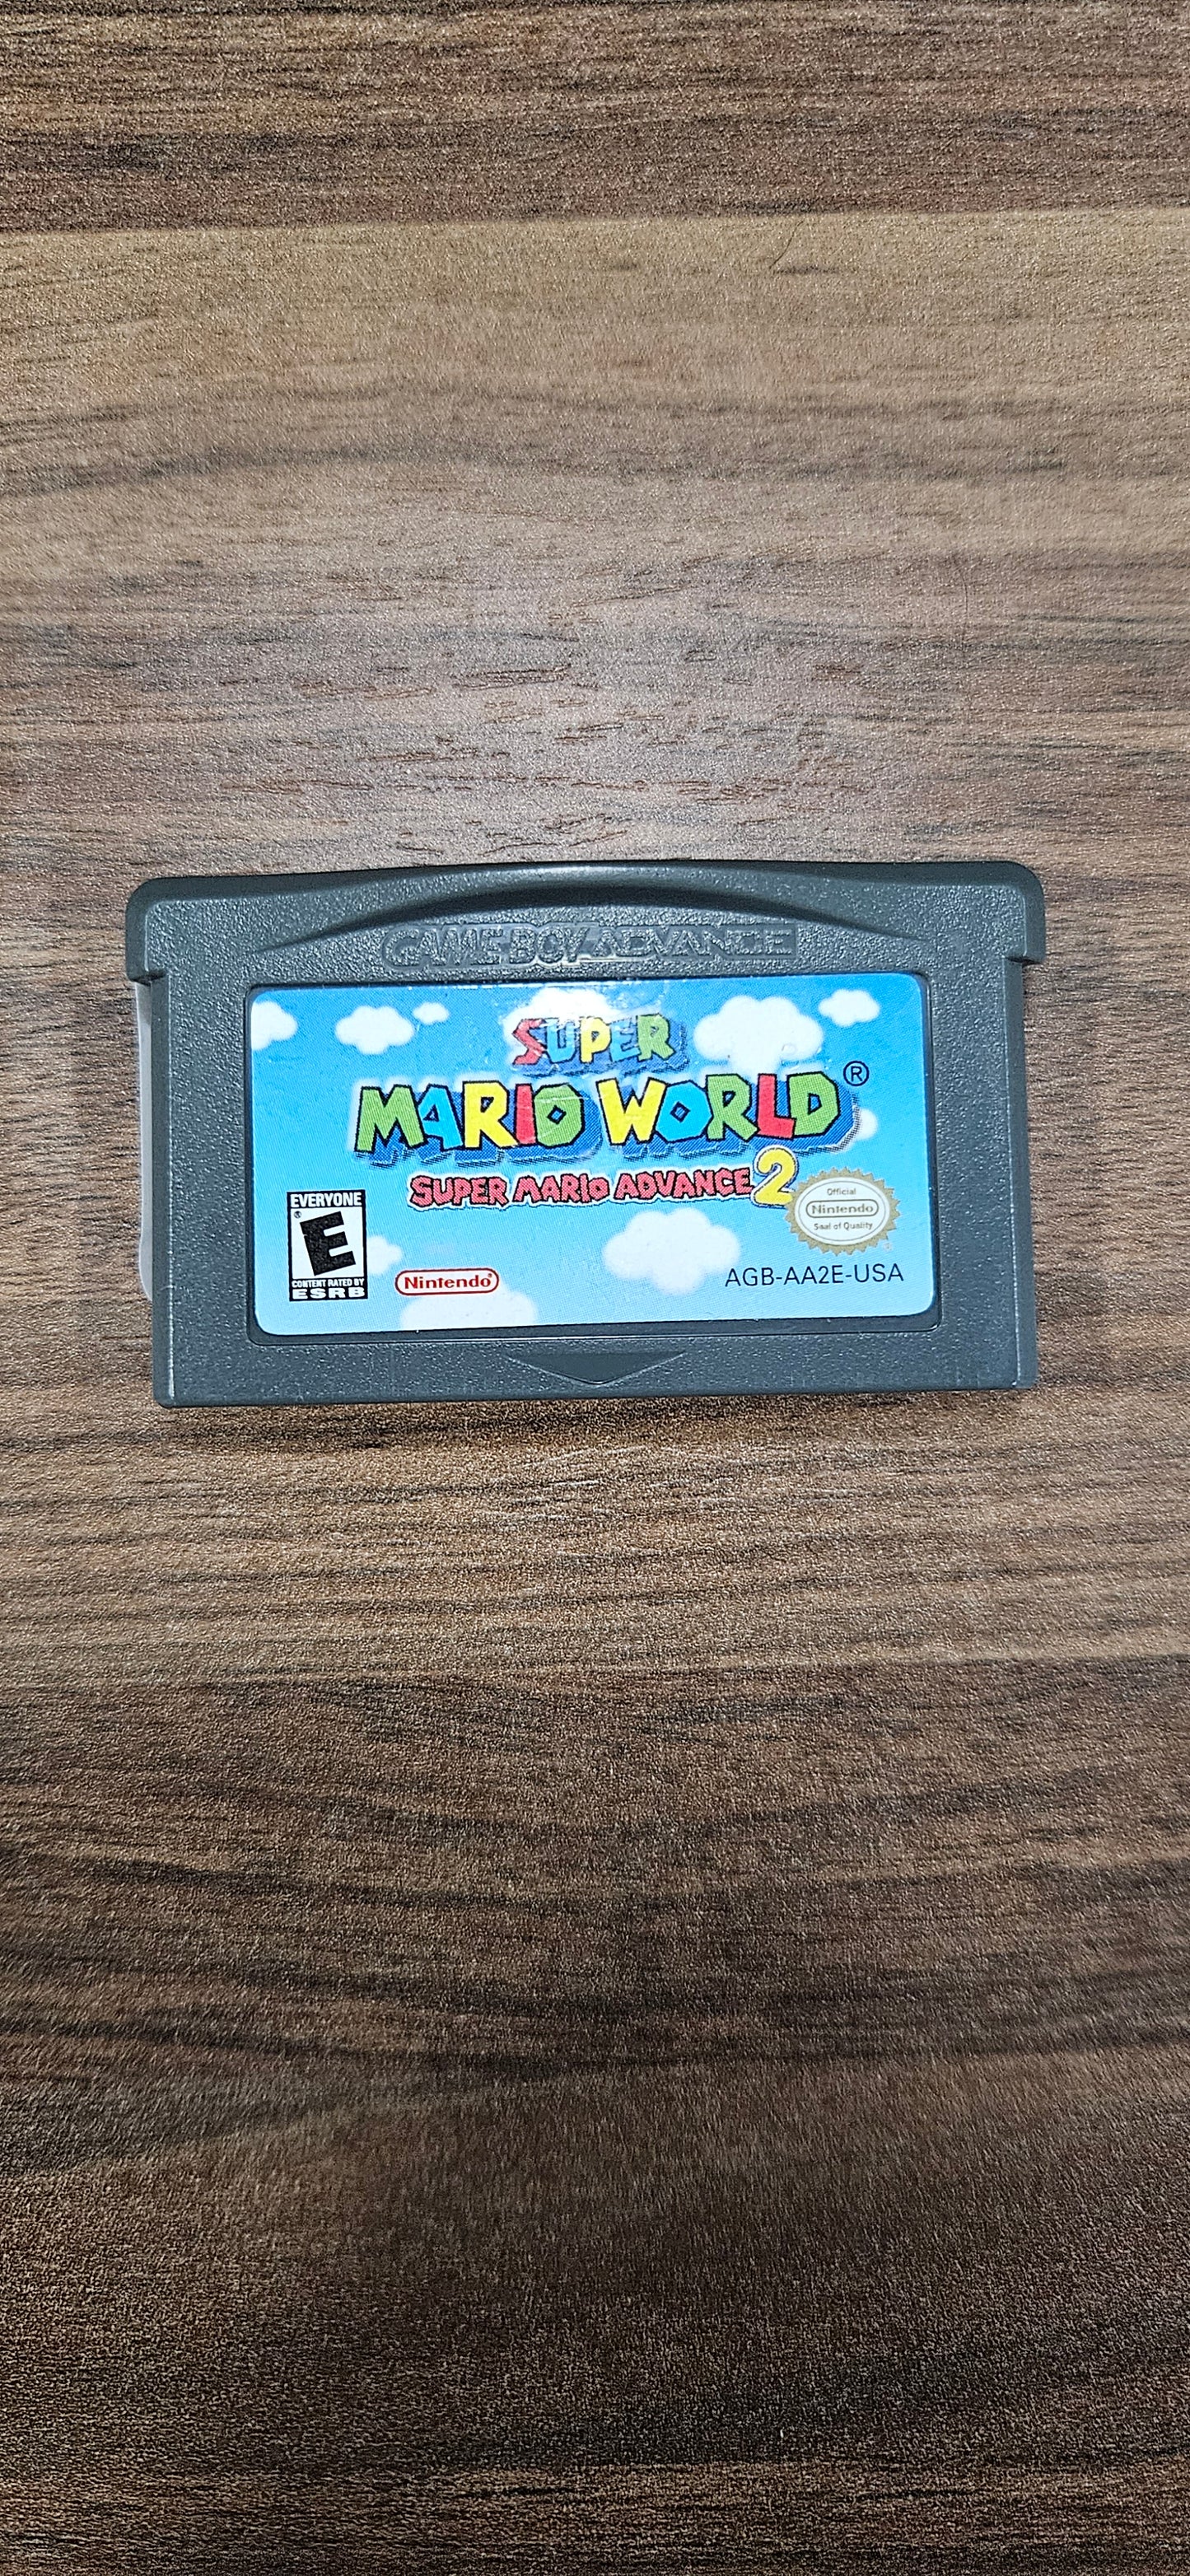 GAME BOY ADVANCE
SUPER
MARIO WORLD®
SUPER MARIO ADVANCE 2
EVERYONE
E
®
CONTENT RATED BY
ESRB
Nintendo®
Official
Nintendo
Seal of Quality
®
AGB-AA2E-USA